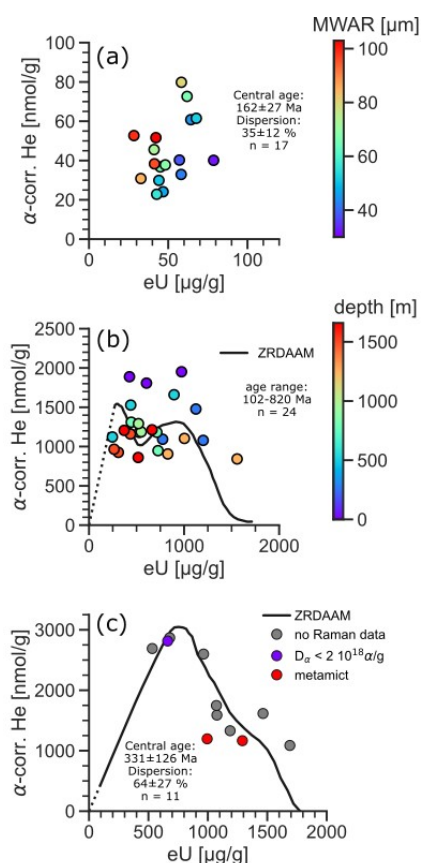 MWAR [μm]
(a)
α-corr. He [nmol/g]
100
80
60
40
20
0
Central age:
162±27 Ma
Dispersion:
35±12 %
n = 17
0
50
100
eU [μg/g]
100
80
60
40
depth [m]
(b)
α-corr. He [nmol/g]
2500
2000
1500
1000
500
0
ZRDAAM
age range:
102-820 Ma
n = 24
0
1000
2000
eU [μg/g]
1500
1000
500
0
(c)
α-corr. He [nmol/g]
3000
2000
1000
0
ZRDAAM
no Raman data
Dα < 2 10¹⁸α/g
metamict
Central age:
331±126 Ma
Dispersion:
64±27 %
n = 11
0
500
1000
1500
2000
eU [μg/g]